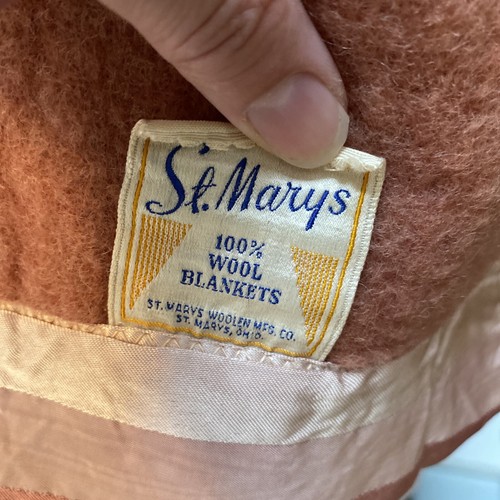 St. Marys
100%
WOOL
BLANKETS
ST. MARYS WOOLEN MFG. CO.
ST. MARYS, OHIO.